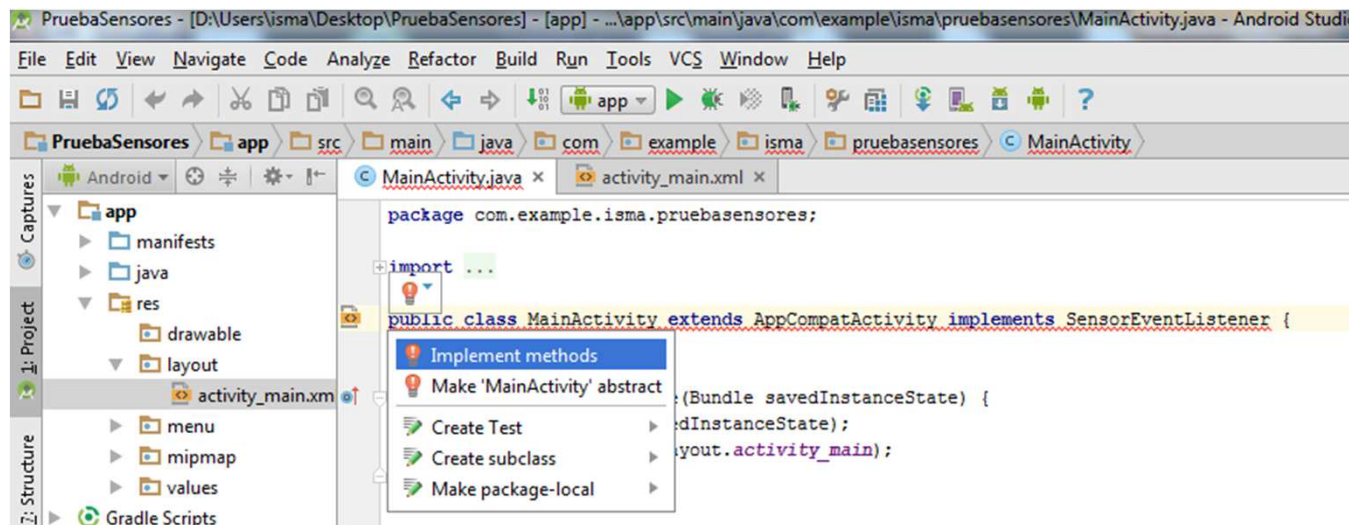 PruebaSensores - [D:\Users\isma\Desktop\PruebaSensores] - [app] - ...\app\src\main\java\com\example\isma\pruebasensores\MainActivity.java - Android Studi
File Edit View Navigate Code Analyze Refactor Build Run Tools VCS Window Help
app
PruebaSensores app src main java com example isma pruebasensores MainActivity
Captures
1: Project
7: Structure
Android
app
manifests
java
res
drawable
layout
activity_main.xm
menu
mipmap
values
Gradle Scripts
MainActivity.java × activity_main.xml ×
package com.example.isma.pruebasensores;
import ...
public class MainActivity extends AppCompatActivity implements SensorEventListener {
Implement methods
Make 'MainActivity' abstract
Create Test
Create subclass
Make package-local
(Bundle savedInstanceState) {
edInstanceState);
yout.activity_main);